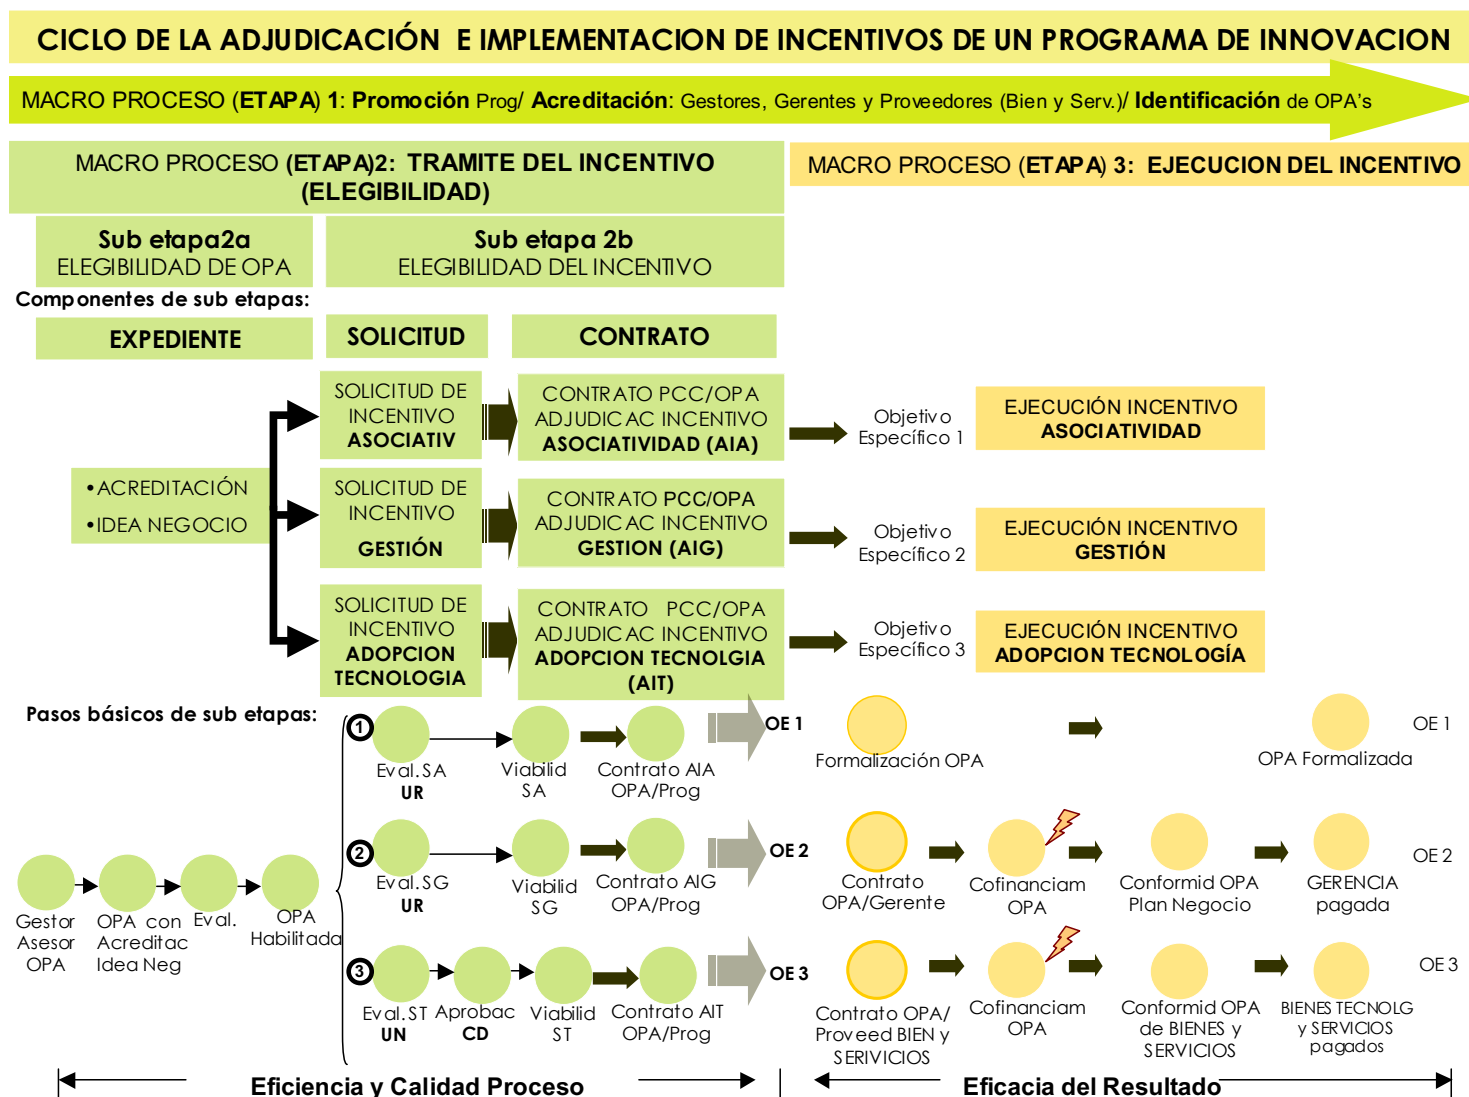 CICLO DE LA ADJUDICACIÓN E IMPLEMENTACION DE INCENTIVOS DE UN PROGRAMA DE INNOVACION
MACRO PROCESO (ETAPA) 1: Promoción Prog/ Acreditación: Gestores, Gerentes y Proveedores (Bien y Serv.)/ Identificación de OPA's
MACRO PROCESO (ETAPA)2: TRAMITE DEL INCENTIVO
(ELEGIBILIDAD)
MACRO PROCESO (ETAPA) 3: EJECUCION DEL INCENTIVO
Sub etapa2a
ELEGIBILIDAD DE OPA
Sub etapa 2b
ELEGIBILIDAD DEL INCENTIVO
Componentes de sub etapas:
EXPEDIENTE
SOLICITUD
CONTRATO
•ACREDITACIÓN
•IDEA NEGOCIO
SOLICITUD DE
INCENTIVO
ASOCIATIV
CONTRATO PCC/OPA
ADJUDICAC INCENTIVO
ASOCIATIVIDAD (AIA)
Objetivo
Específico 1
EJECUCIÓN INCENTIVO
ASOCIATIVIDAD
SOLICITUD DE
INCENTIVO
GESTIÓN
CONTRATO PCC/OPA
ADJUDICAC INCENTIVO
GESTION (AIG)
Objetivo
Específico 2
EJECUCIÓN INCENTIVO
GESTIÓN
SOLICITUD DE
INCENTIVO
ADOPCION
TECNOLOGIA
CONTRATO PCC/OPA
ADJUDICAC INCENTIVO
ADOPCION TECNOLGIA
(AIT)
Objetivo
Específico 3
EJECUCIÓN INCENTIVO
ADOPCION TECNOLOGÍA
Pasos básicos de sub etapas:
Gestor
Asesor
OPA
OPA con
Acreditac
Idea Neg
Eval.
OPA
Habilitada
1
Eval.SA
UR
Viabilid
SA
Contrato AIA
OPA/Prog
OE 1
Formalización OPA
OPA Formalizada
OE 1
2
Eval.SG
UR
Viabilid
SG
Contrato AIG
OPA/Prog
OE 2
Contrato
OPA/Gerente
Cofinanciam
OPA
Conformid OPA
Plan Negocio
GERENCIA
pagada
OE 2
3
Eval.ST
UN
Aprobac
CD
Viabilid
ST
Contrato AIT
OPA/Prog
OE 3
Contrato OPA/
Proveed BIEN y
SERIVICIOS
Cofinanciam
OPA
Conformid OPA
de BIENES y
SERVICIOS
BIENES TECNOLG
y SERVICIOS
pagados
OE 3
Eficiencia y Calidad Proceso
Eficacia del Resultado